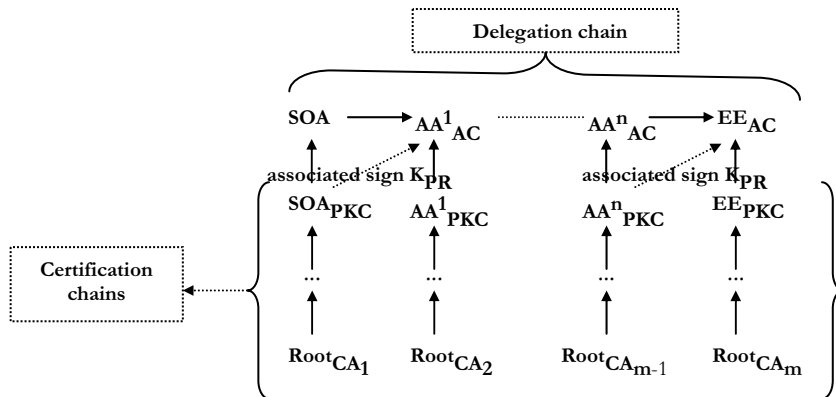 Delegation chain
SOA AA¹AC AAⁿAC EEAC
associated sign KPR associated sign KPR
SOAPKC AA¹PKC AAⁿPKC EEPKC
Certification
chains
... ... ... ...
RootCA1 RootCA2 RootCAm-1 RootCAm